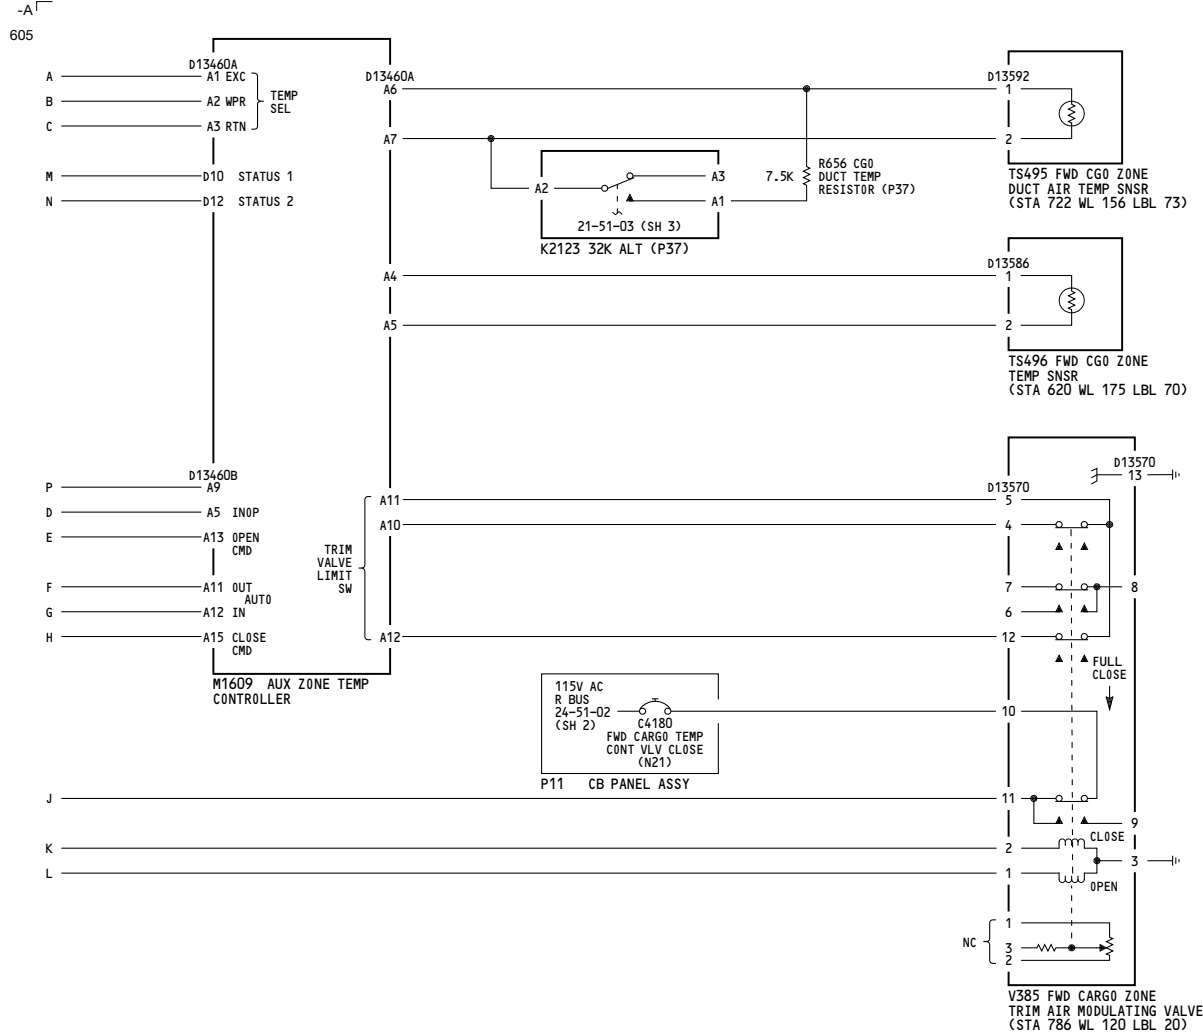 -A
605
D13460A
A A1 EXC
B A2 WPR
C A3 RTN
TEMP
SEL
M D10 STATUS 1
N D12 STATUS 2
D13460B
P A9
D A5 INOP
E A13 OPEN
CMD
F A11 OUT
AUTO
G A12 IN
H A15 CLOSE
CMD
D13460A
A6
A7
A4
A5
TRIM
VALVE
LIMIT
SW
A11
A10
A12
M1609 AUX ZONE TEMP
CONTROLLER
A2
A3
A1
21-51-03 (SH 3)
K2123 32K ALT (P37)
7.5K
R656 CGO
DUCT TEMP
RESISTOR (P37)
D13592
1
2
TS495 FWD CGO ZONE
DUCT AIR TEMP SNSR
(STA 722 WL 156 LBL 73)
D13586
1
2
TS496 FWD CGO ZONE
TEMP SNSR
(STA 620 WL 175 LBL 70)
115V AC
R BUS
24-51-02
(SH 2)
C4180
FWD CARGO TEMP
CONT VLV CLOSE
(N21)
P11 CB PANEL ASSY
J
K
L
D13570
13
D13570
5
4
7
8
6
12
FULL
CLOSE
10
11
9
CLOSE
2
3
1
OPEN
NC
1
3
2
V385 FWD CARGO ZONE
TRIM AIR MODULATING VALVE
(STA 786 WL 120 LBL 20)